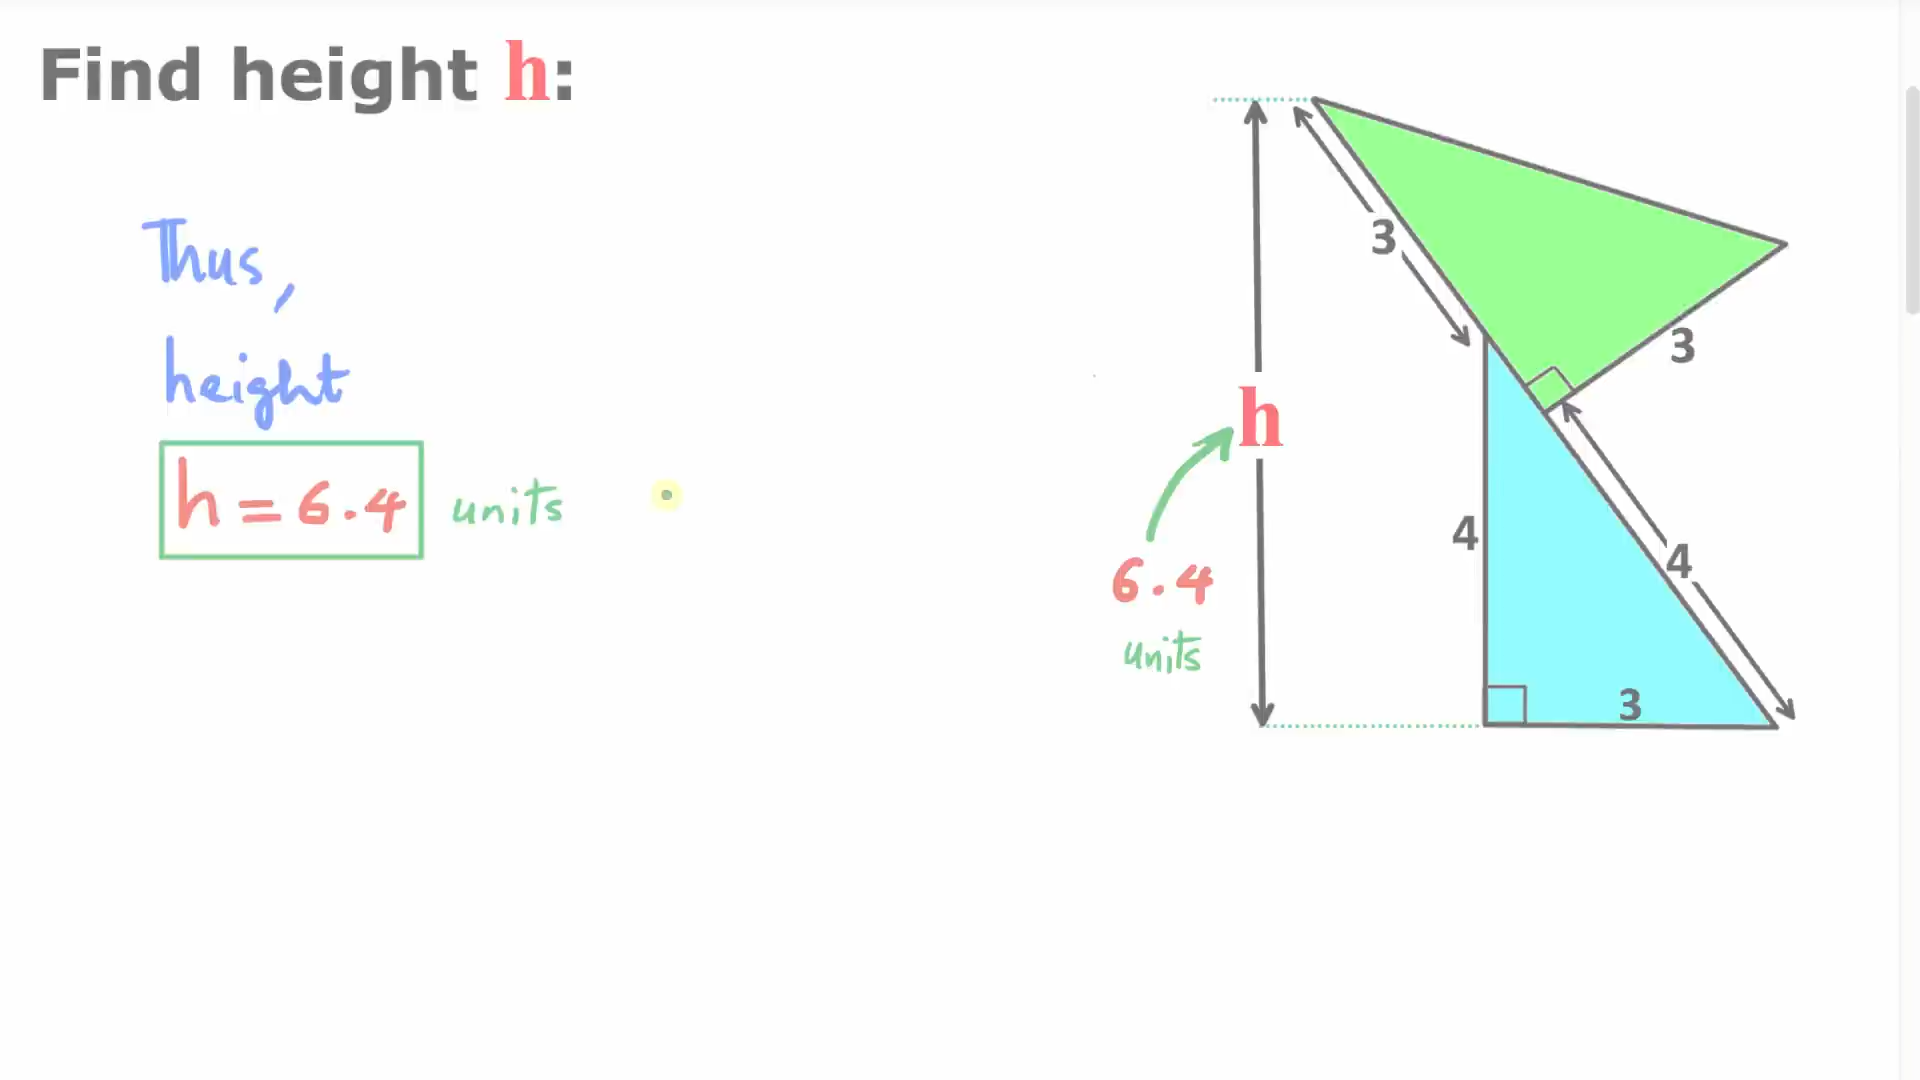 Find height h:
Thus,
height
h = 6.4 units
3
3
h
4
4
6.4
units
3